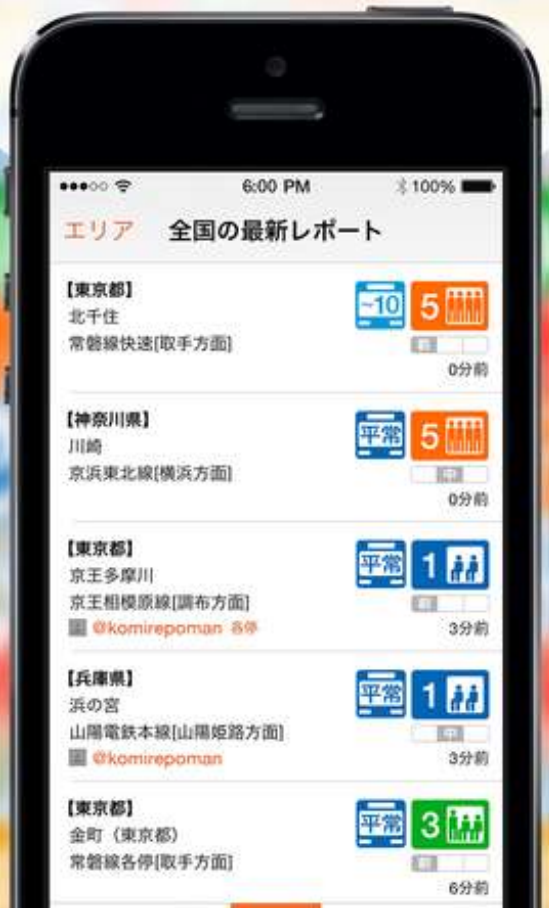 6:00 PM
100%
エリア
全国の最新レポート
【東京都】
北千住
常磐線快速[取手方面]
~10
5
前
0分前
【神奈川県】
川崎
京浜東北線[横浜方面]
平常
5
中
0分前
【東京都】
京王多摩川
京王相模原線[調布方面]
@komirepoman 各停
平常
1
前
3分前
【兵庫県】
浜の宮
山陽電鉄本線[山陽姫路方面]
@komirepoman
平常
1
中
3分前
【東京都】
金町（東京都）
常磐線各停[取手方面]
平常
3
前
6分前